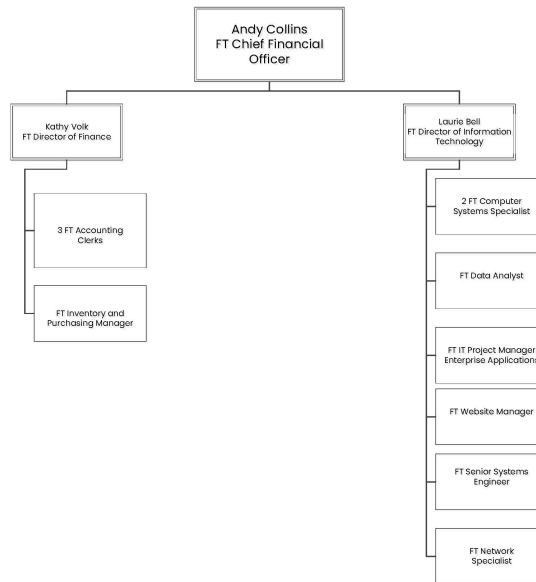 Andy Collins
FT Chief Financial
Officer
Kathy Volk
FT Director of Finance
Laurie Bell
FT Director of Information
Technology
3 FT Accounting
Clerks
FT Inventory and
Purchasing Manager
2 FT Computer
Systems Specialist
FT Data Analyst
FT IT Project Manager
Enterprise Applications
FT Website Manager
FT Senior Systems
Engineer
FT Network
Specialist